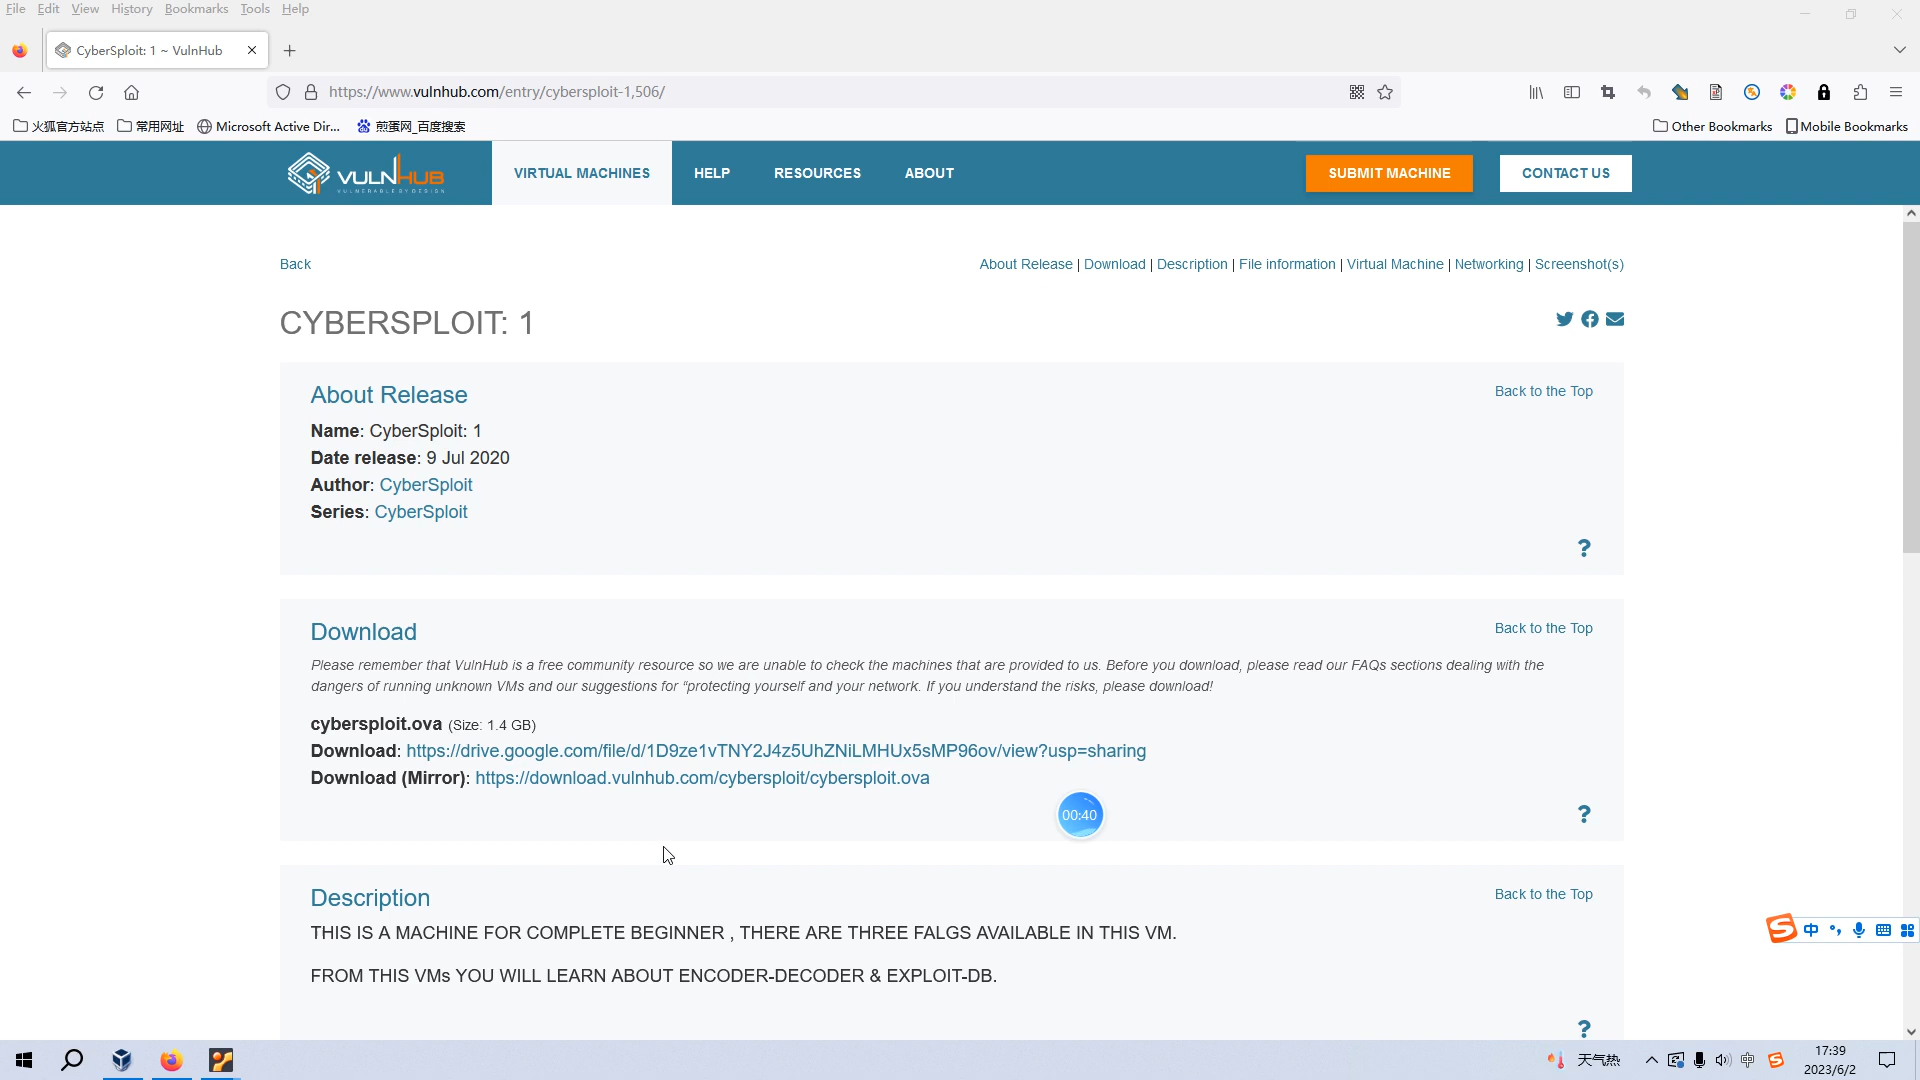 File Edit View History Bookmarks Tools Help
CyberSploit: 1 ~ VulnHub
https://www.vulnhub.com/entry/cybersploit-1,506/
火狐官方站点 常用网址 Microsoft Active Dir... 煎蛋网_百度搜索 Other Bookmarks Mobile Bookmarks
VULNHUB
VULNERABLE BY DESIGN
VIRTUAL MACHINES HELP RESOURCES ABOUT SUBMIT MACHINE CONTACT US
Back About Release | Download | Description | File information | Virtual Machine | Networking | Screenshot(s)
CYBERSPLOIT: 1
About Release Back to the Top
Name: CyberSploit: 1
Date release: 9 Jul 2020
Author: CyberSploit
Series: CyberSploit
?
Download Back to the Top
Please remember that VulnHub is a free community resource so we are unable to check the machines that are provided to us. Before you download, please read our FAQs sections dealing with the
dangers of running unknown VMs and our suggestions for "protecting yourself and your network. If you understand the risks, please download!
cybersploit.ova (Size: 1.4 GB)
Download: https://drive.google.com/file/d/1D9ze1vTNY2J4z5UhZNiLMHUx5sMP96ov/view?usp=sharing
Download (Mirror): https://download.vulnhub.com/cybersploit/cybersploit.ova
00:40
?
Description Back to the Top
THIS IS A MACHINE FOR COMPLETE BEGINNER , THERE ARE THREE FALGS AVAILABLE IN THIS VM.
中
FROM THIS VMs YOU WILL LEARN ABOUT ENCODER-DECODER & EXPLOIT-DB.
?
天气热 中 17:39
2023/6/2